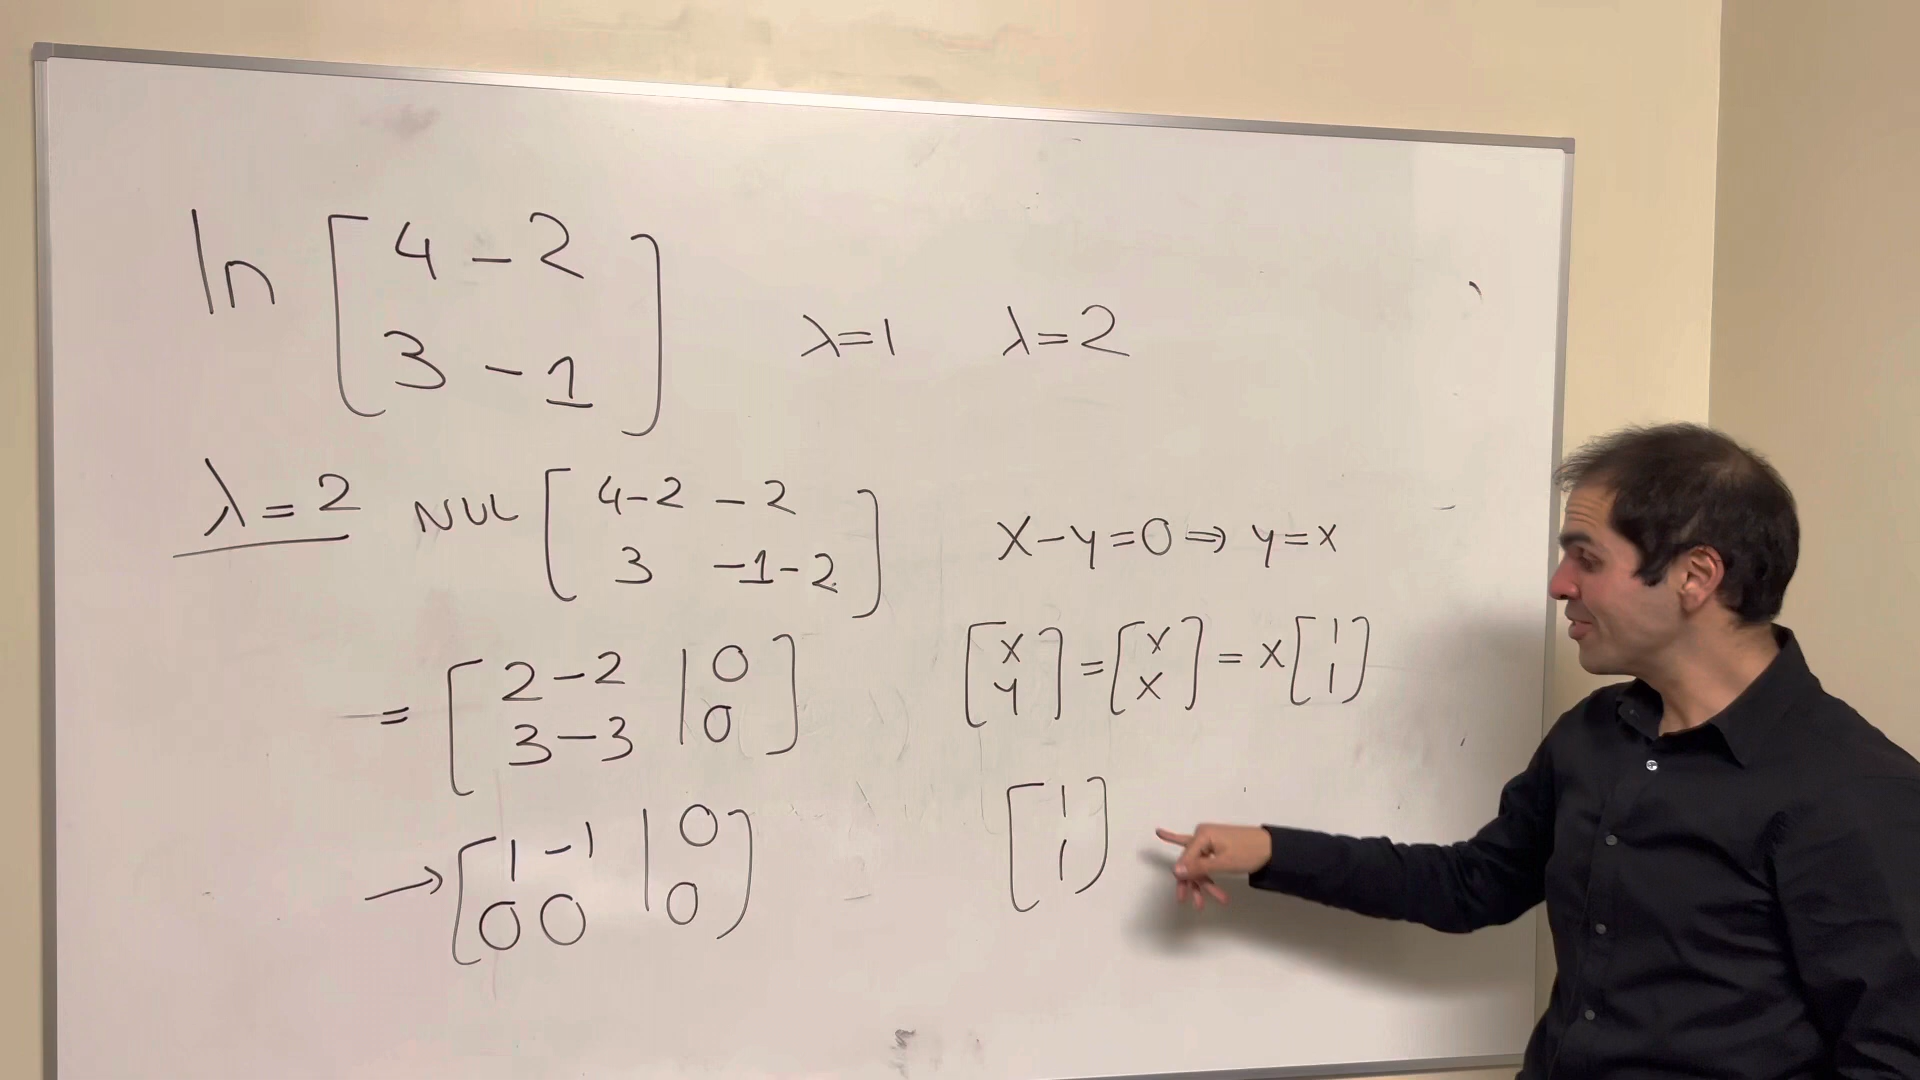 ln [ 4 -2
3 -1 ]
λ=1 λ=2
λ=2 NUL [ 4-2 -2
3 -1-2 ]
= [ 2 -2 | 0
3 -3 | 0 ]
→ [ 1 -1 | 0
0 0 | 0 ]
x-y=0 ⇒ y=x
[ x
y ] = [ x
x ] = x [ 1
1 ]
[ 1
1 ]